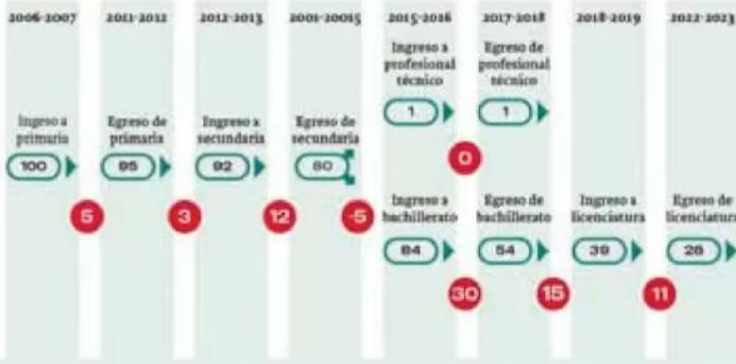 2006-2007 2011-2012 2012-2013 2001-20015 2015-2016 2017-2018 2018-2019 2022-2023
Ingreso a
profesional
técnico
Egreso de
profesional
técnico
1 1
Ingreso a
primaria
Egreso de
primaria
Ingreso a
secundaria
Egreso de
secundaria
100 95 92 80
0
5 3 12 -5
Ingreso a
bachillerato
Egreso de
bachillerato
Ingreso a
licenciatura
Egreso de
licenciatura
84 54 39 28
30 15 11